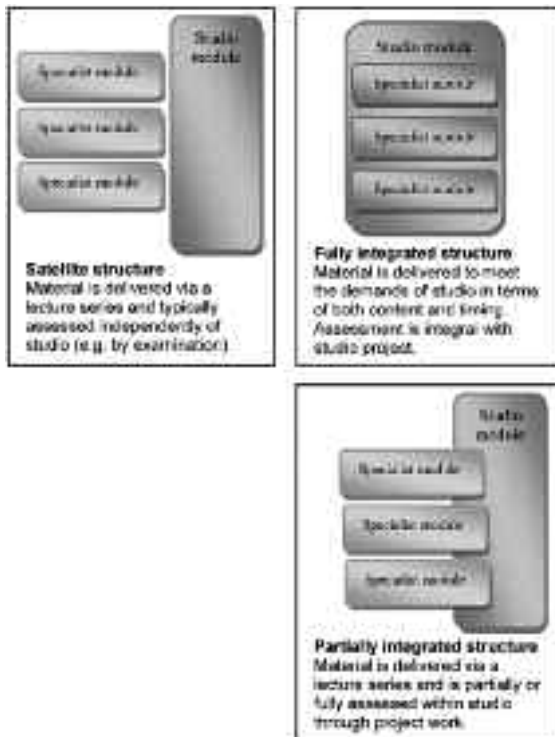 Studio
module
Specialist module
Specialist module
Specialist module
Satellite structure
Material is delivered via a
lecture series and typically
assessed independently of
studio (e.g. by examination)
Studio module
Specialist module
Specialist module
Specialist module
Fully integrated structure
Material is delivered to meet
the demands of studio in terms
of both content and timing.
Assessment is integral with
studio project.
Studio
module
Specialist module
Specialist module
Specialist module
Partially integrated structure
Material is delivered via a
lecture series and is partially or
fully assessed within studio
through project work.